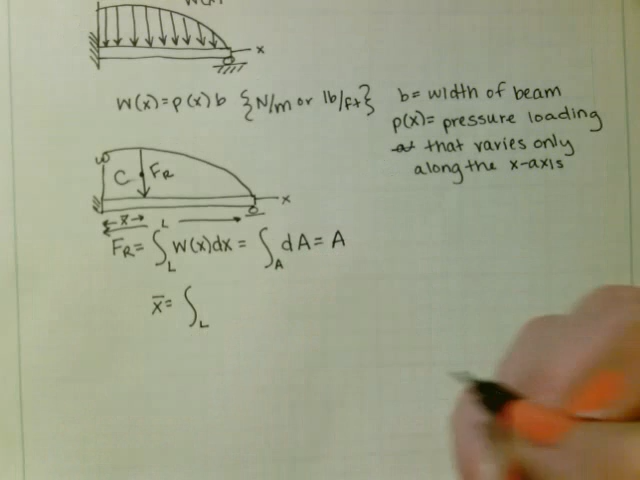 W(x)
x
W(x)=p(x)b {N/m or lb/ft}
b= width of beam
p(x)= pressure loading
that varies only
along the x-axis
w
C
FR
x
x̄
L
FR= ∫L W(x)dx = ∫A dA = A
x̄= ∫L